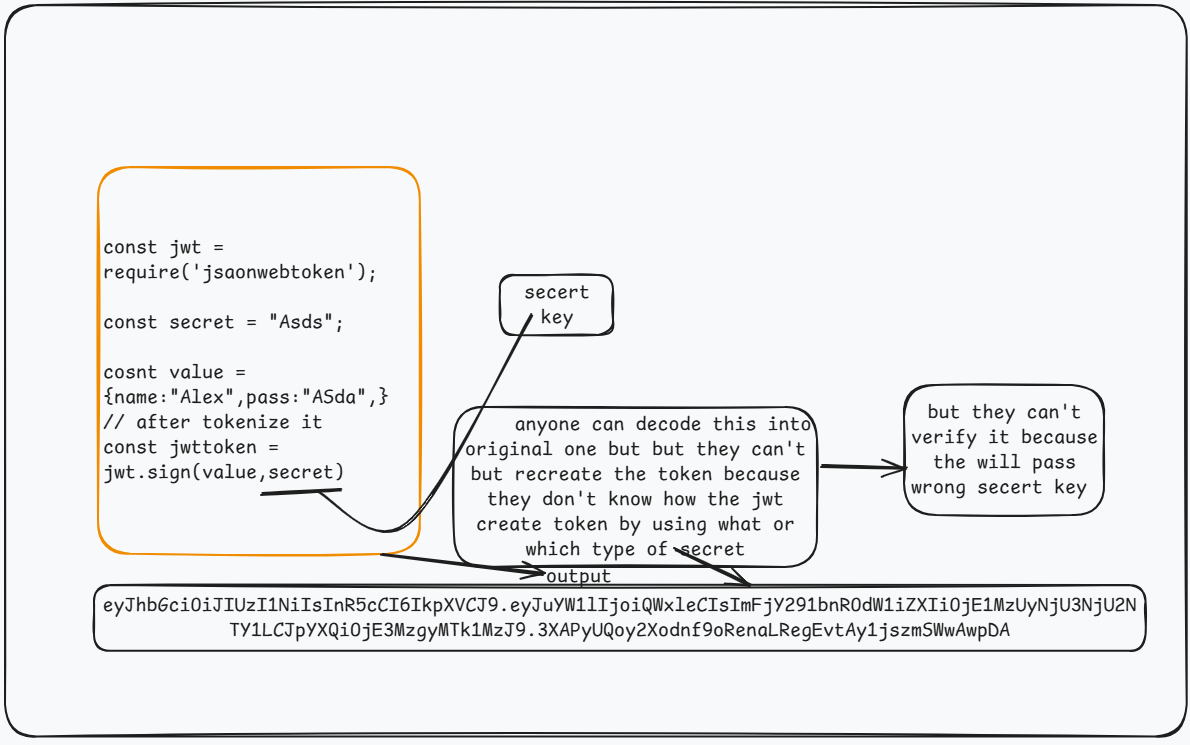 const jwt =
require('jsaonwebtoken');
const secret = "Asds";
cosnt value =
{name:"Alex",pass:"ASda",}
// after tokenize it
const jwttoken =
jwt.sign(value,secret)
secert
key
anyone can decode this into
original one but but they can't
but recreate the token because
they don't know how the jwt
create token by using what or
which type of secret
but they can't
verify it because
the will pass
wrong secert key
output
eyJhbGciOiJIUzI1NiIsInR5cCI6IkpXVCJ9.eyJuYW1lIjoiQWxleCIsImFjY291bnROdW1iZXIiOjE1MzUyNjU3NjU2N
TY1LCJpYXQiOjE3MzgyMTk1MzJ9.3XAPyUQoy2Xodnf9oRenaLRegEvtAy1jszmSWwAwpDA